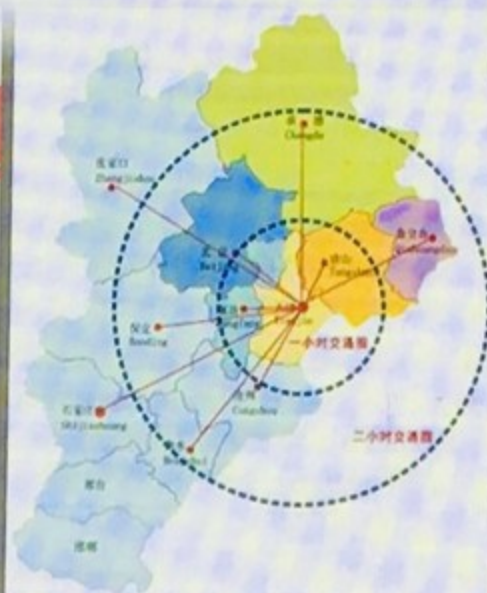 承 德
Chengde
张家口
Zhangjiakou
秦皇岛
Qinhuangdao
北京
Beijing
唐山
Tangshan
天津
Tianjin
保定
Baoding
一小时交通圈
沧州
Cangzhou
石家庄
Shijiazhuang
二小时交通圈
衡水
邢台
邯郸